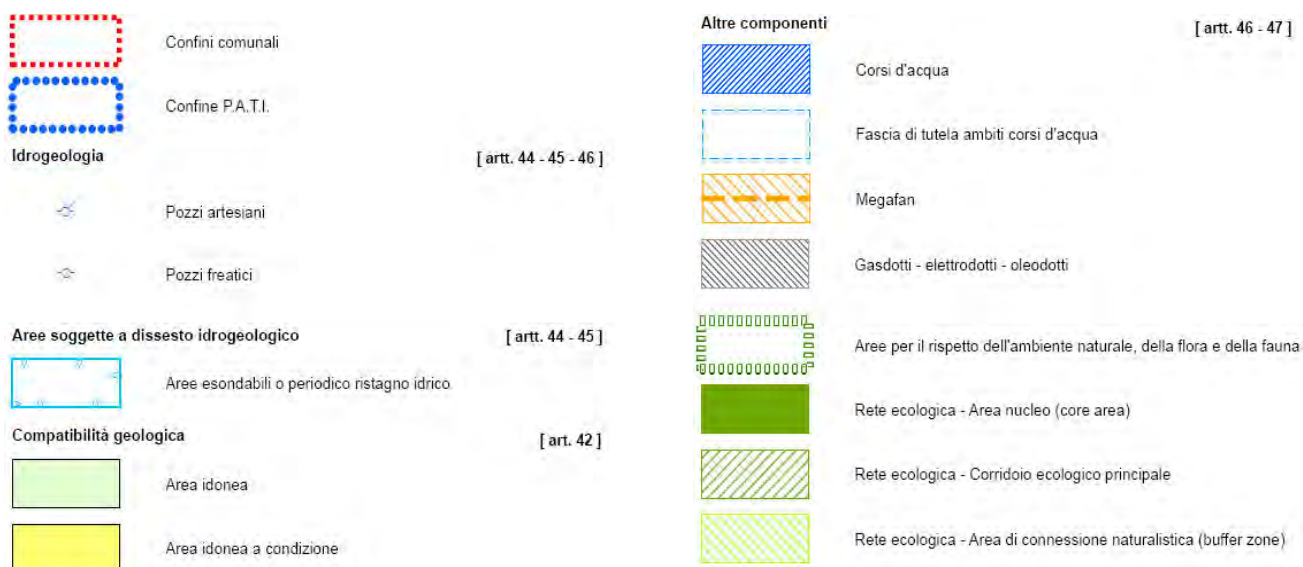 Confini comunali
Confine P.A.T.I.
Idrogeologia [ artt. 44 - 45 - 46 ]
Pozzi artesiani
Pozzi freatici
Aree soggette a dissesto idrogeologico [ artt. 44 - 45 ]
Aree esondabili o periodico ristagno idrico
Compatibilità geologica [ art. 42 ]
Area idonea
Area idonea a condizione
Altre componenti [ artt. 46 - 47 ]
Corsi d'acqua
Fascia di tutela ambiti corsi d'acqua
Megafan
Gasdotti - elettrodotti - oleodotti
Aree per il rispetto dell'ambiente naturale, della flora e della fauna
Rete ecologica - Area nucleo (core area)
Rete ecologica - Corridoio ecologico principale
Rete ecologica - Area di connessione naturalistica (buffer zone)